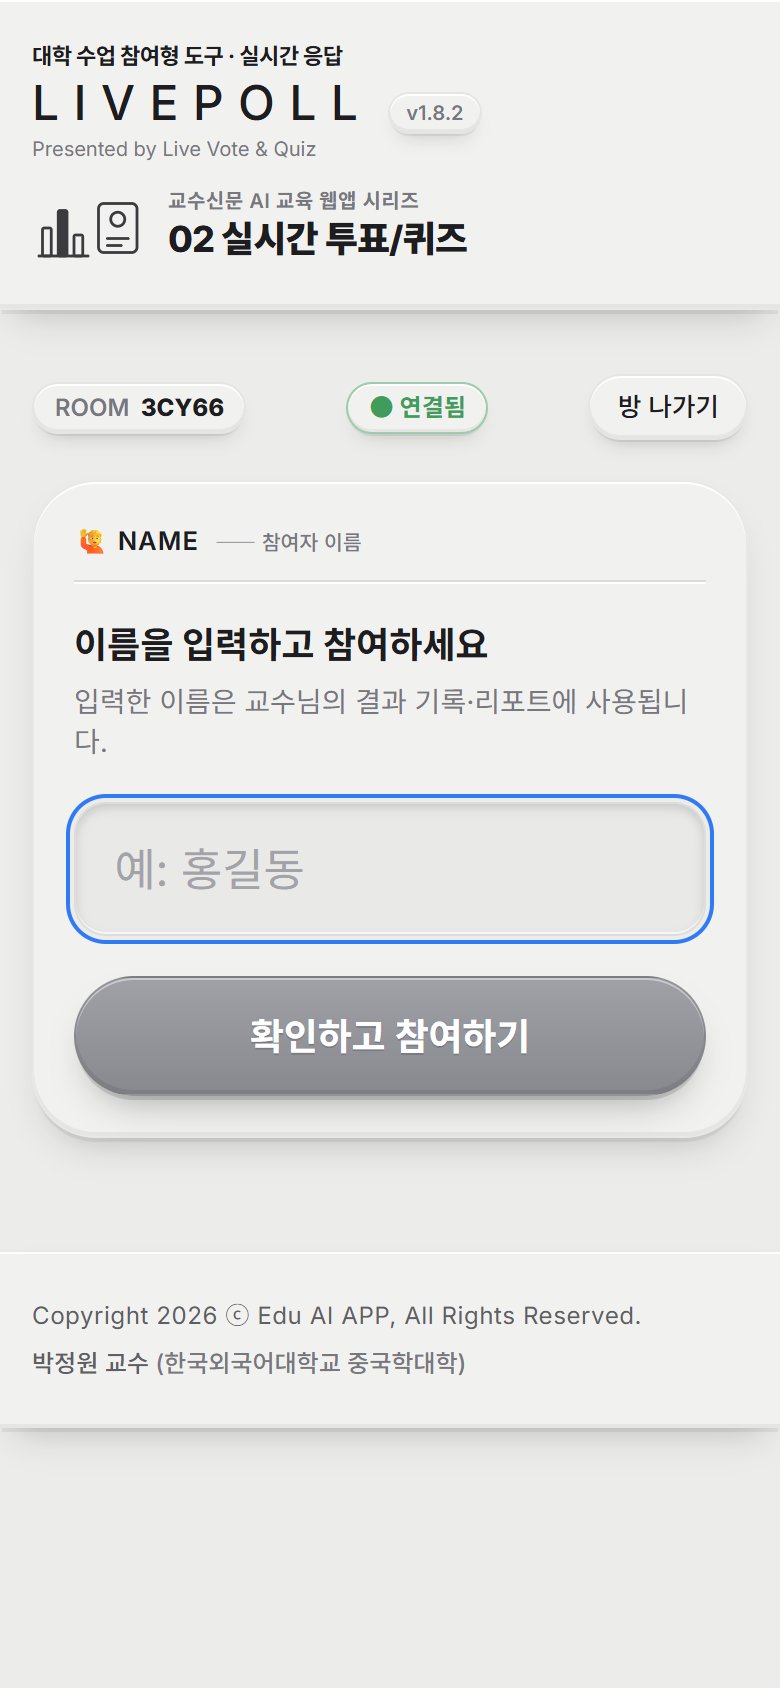 대학 수업 참여형 도구 · 실시간 응답
LIVEPOLL v1.8.2
Presented by Live Vote & Quiz
교수신문 AI 교육 웹앱 시리즈
02 실시간 투표/퀴즈
ROOM 3CY66 연결됨 방 나가기
NAME 참여자 이름
이름을 입력하고 참여하세요
입력한 이름은 교수님의 결과 기록·리포트에 사용됩니
다.
예: 홍길동
확인하고 참여하기
Copyright 2026 ⓒ Edu AI APP, All Rights Reserved.
박정원 교수 (한국외국어대학교 중국학대학)